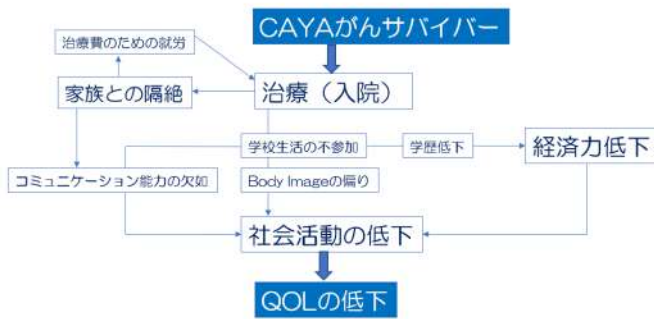 CAYAがんサバイバー
治療費のための就労
家族との隔絶
治療（入院）
学校生活の不参加
学歴低下
経済力低下
コミュニケーション能力の欠如
Body Imageの偏り
社会活動の低下
QOLの低下